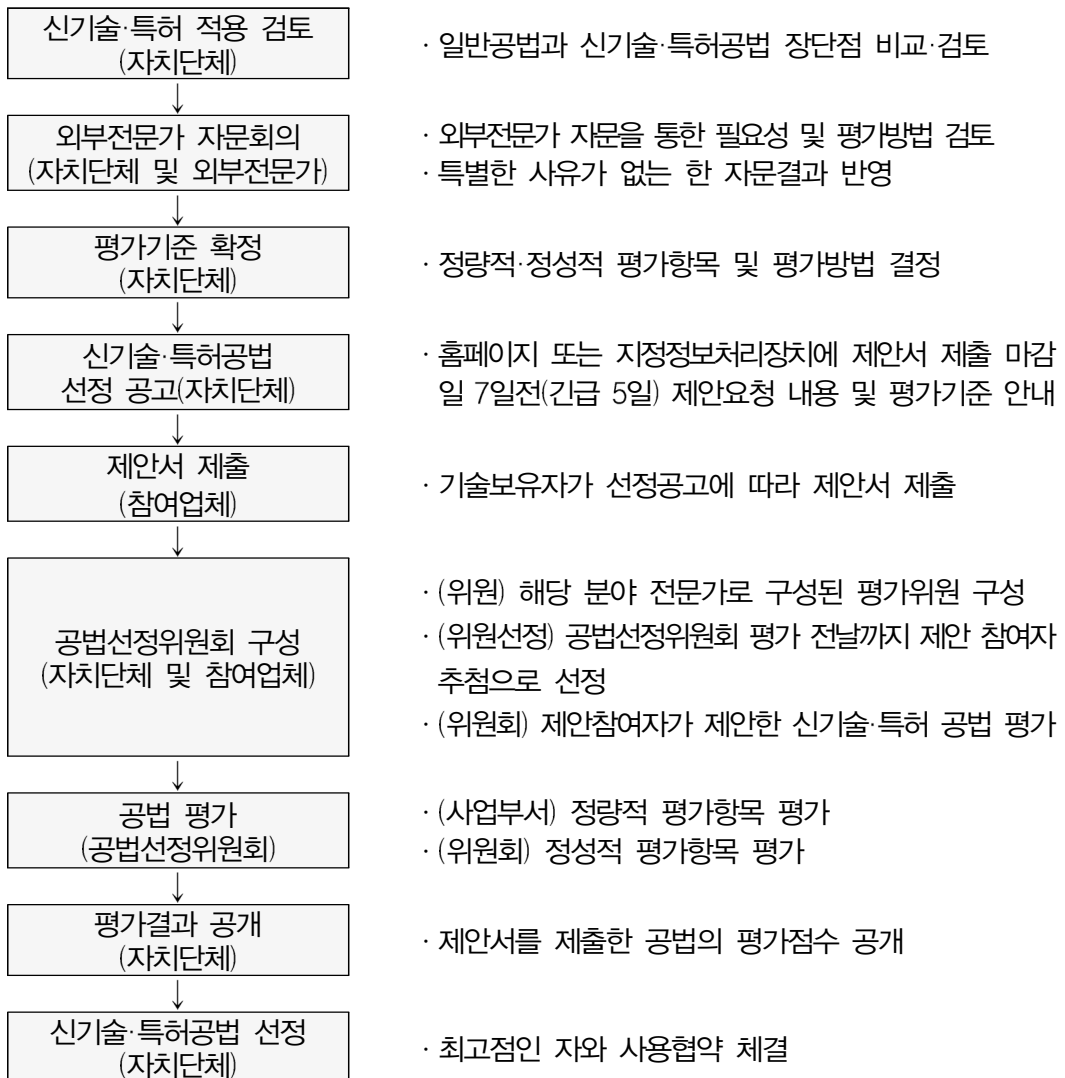 신기술·특허 적용 검토
(자치단체)
· 일반공법과 신기술·특허공법 장단점 비교·검토
↓
외부전문가 자문회의
(자치단체 및 외부전문가)
· 외부전문가 자문을 통한 필요성 및 평가방법 검토
· 특별한 사유가 없는 한 자문결과 반영
↓
평가기준 확정
(자치단체)
· 정량적·정성적 평가항목 및 평가방법 결정
↓
신기술·특허공법
선정 공고(자치단체)
· 홈페이지 또는 지정정보처리장치에 제안서 제출 마감
일 7일전(긴급 5일) 제안요청 내용 및 평가기준 안내
↓
제안서 제출
(참여업체)
· 기술보유자가 선정공고에 따라 제안서 제출
↓
공법선정위원회 구성
(자치단체 및 참여업체)
· (위원) 해당 분야 전문가로 구성된 평가위원 구성
· (위원선정) 공법선정위원회 평가 전날까지 제안 참여자
추첨으로 선정
· (위원회) 제안참여자가 제안한 신기술·특허 공법 평가
↓
공법 평가
(공법선정위원회)
· (사업부서) 정량적 평가항목 평가
· (위원회) 정성적 평가항목 평가
↓
평가결과 공개
(자치단체)
· 제안서를 제출한 공법의 평가점수 공개
↓
신기술·특허공법 선정
(자치단체)
· 최고점인 자와 사용협약 체결